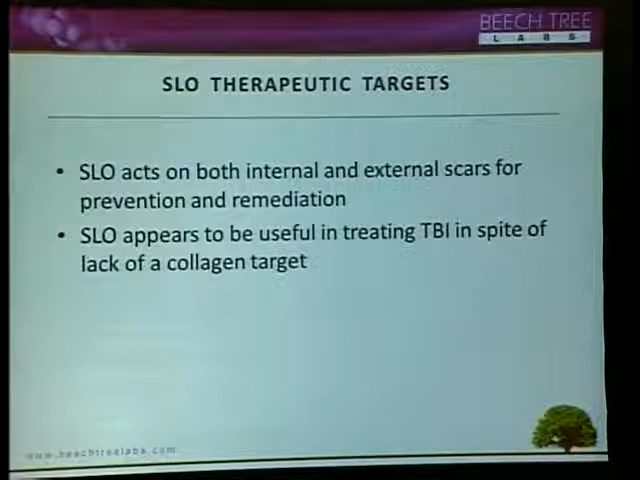 BEECH TREE
LABS
SLO THERAPEUTIC TARGETS
• SLO acts on both internal and external scars for
prevention and remediation
• SLO appears to be useful in treating TBI in spite of
lack of a collagen target
www.beechtreelabs.com